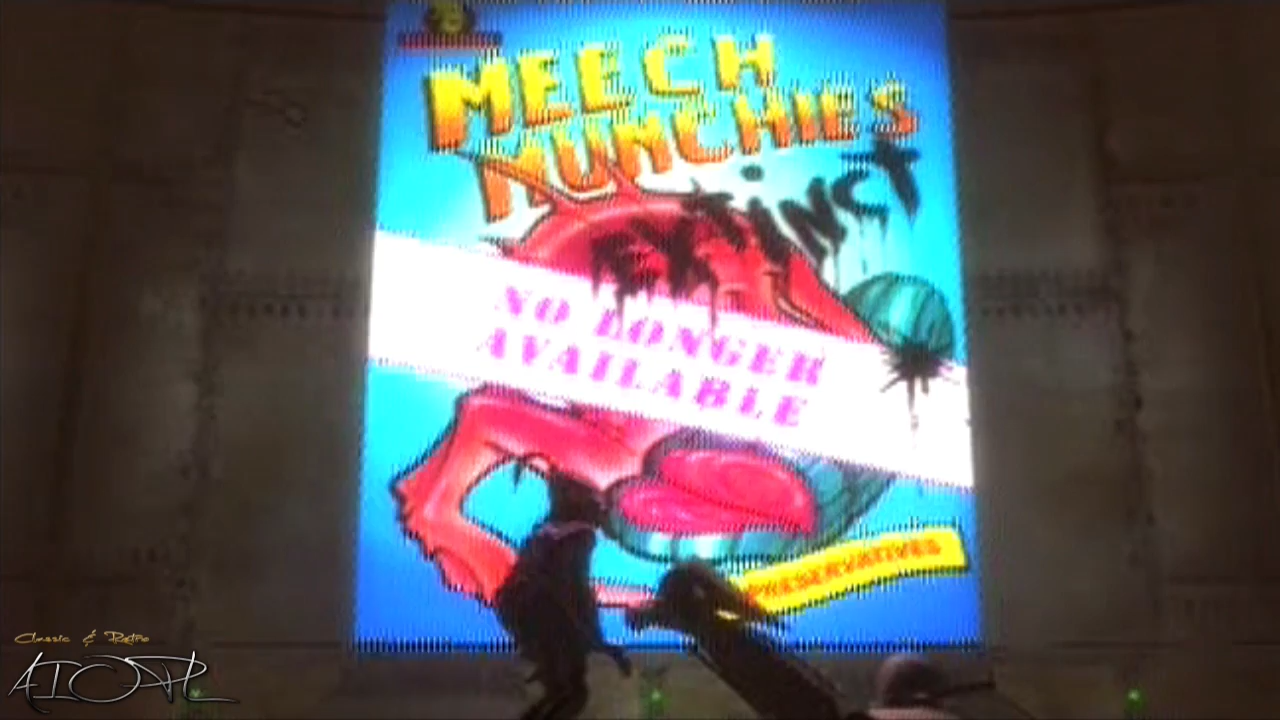 MEECH
MUNCHIES
EXTINCT
NO LONGER
AVAILABLE
PRESERVATIVES
Classic & Retro